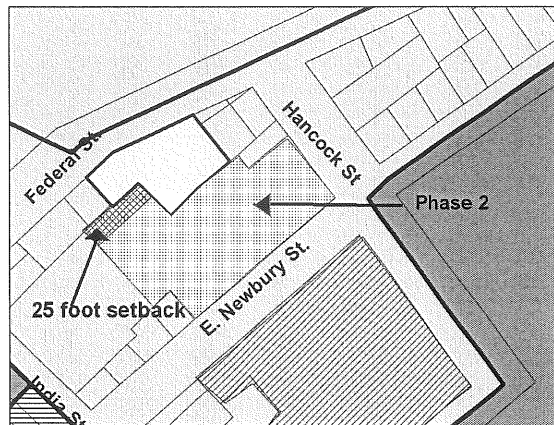 Federal St.
Hancock St
Phase 2
E. Newbury St.
25 foot setback
India St